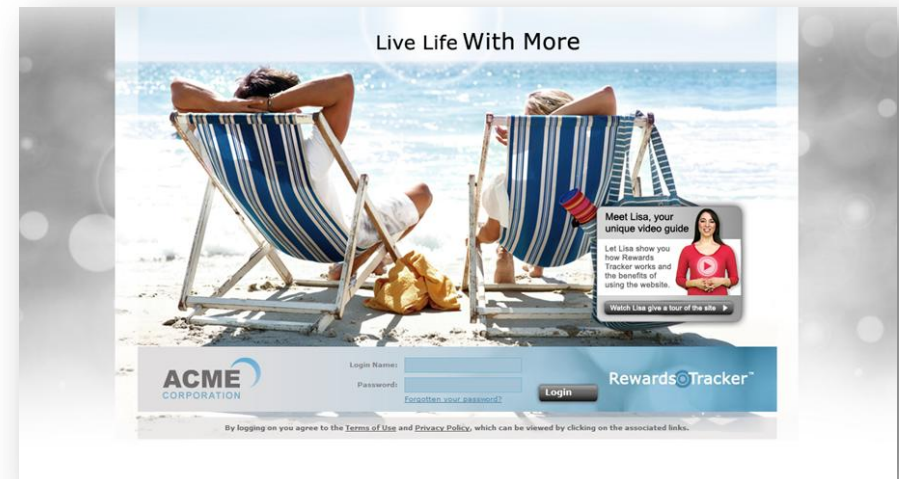 Live Life With More
Meet Lisa, your
unique video guide
Let Lisa show you
how Rewards
Tracker works and
the benefits of
using the website.
Watch Lisa give a tour of the site
ACME
CORPORATION
Login Name:
Password:
Forgotten your password?
Login
Rewards Tracker™
By logging on you agree to the Terms of Use and Privacy Policy, which can be viewed by clicking on the associated links.